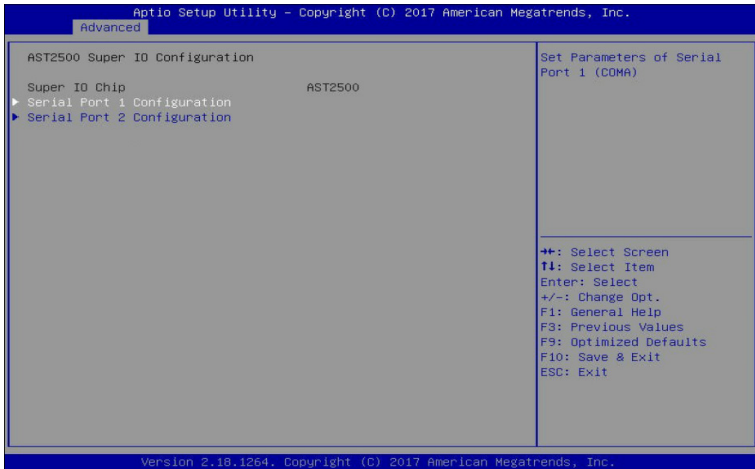 Aptio Setup Utility – Copyright (C) 2017 American Megatrends, Inc.
Advanced
AST2500 Super IO Configuration
Super IO Chip AST2500
Serial Port 1 Configuration
Serial Port 2 Configuration
Set Parameters of Serial
Port 1 (COMA)
→←: Select Screen
↑↓: Select Item
Enter: Select
+/-: Change Opt.
F1: General Help
F3: Previous Values
F9: Optimized Defaults
F10: Save & Exit
ESC: Exit
Version 2.18.1264. Copyright (C) 2017 American Megatrends, Inc.